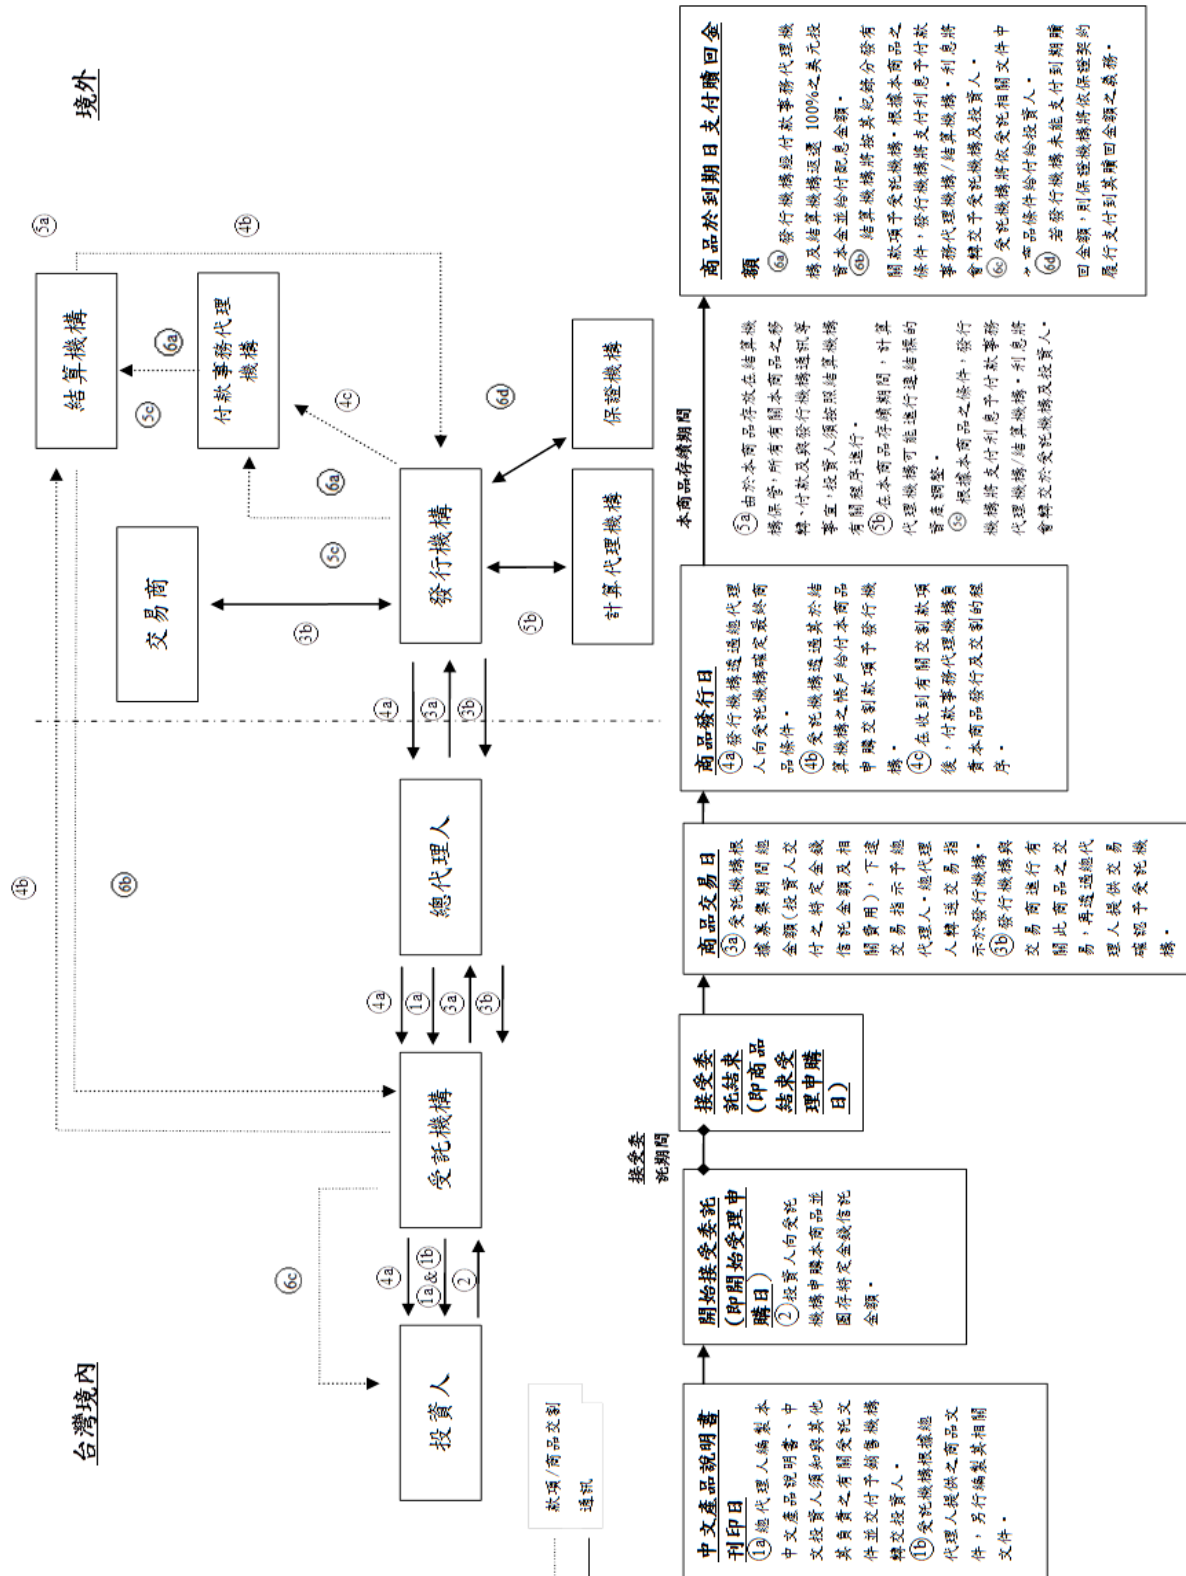 台灣境內
境外
結算機構
付款事務代理
機構
交易商
發行機構
保證機構
計算代理機構
總代理人
受託機構
投資人
5a
4b
6a
5c
4c
6a
5c
6d
3b
5b
4a
3a
3b
4b
6b
4a
1a
3a
3b
6c
4a
1a & 1b
2
款項/商品交割
通訊
中文產品說明書
刊印日
1a 總代理人編製本
中文產品說明書、中
文投資人須知與其他
其負責之有關受託文
件並交付予銷售機構
轉交投資人。
1b 受託機構根據總
代理人提供之商品文
件，另行編製其相關
文件。
開始接受委託
(即開始受理申
購日)
2 投資人向受託
機構申購本商品並
圈存特定金錢信託
金額。
接受委
託期間
接受委
託結束
(即商品
結束受
理申購
日)
商品交易日
3a 受託機構根
據募集期間總
金額(投資人交
付之特定金錢
信託金額及相
關費用)，下達
交易指示予總
代理人。總代理
人轉送交易指
示於發行機構。
3b 發行機構與
交易商進行有
關此商品之交
易，再透過總代
理人提供交易
確認予受託機
構。
商品發行日
4a 發行機構透過總代理
人向受託機構確定最終商
品條件。
4b 受託機構透過其於結
算機構之帳戶給付本商品
申購交割款項予發行機
構。
4c 在收到有關交割款項
後，付款事務代理機構負
責本商品發行及交割的程
序。
本商品存續期間
5a 由於本商品存放在結算機
構保管，所有有關本商品之移
轉、付款及與發行機構通訊等
事宜，投資人須按照結算機構
有關程序進行。
5b 在本商品存續期間，計算
代理機構可能進行連結標的
資產調整。
5c 根據本商品之條件，發行
機構將支付利息予付款事務
代理機構/結算機構。利息將
會轉交於受託機構及投資人。
商品於到期日支付贖回金
額
6a 發行機構經付款事務代理機
構及結算機構返還 100%之美元投
資本金並給付配息金額。
6b 結算機構將按其紀錄分發有
關款項予受託機構。根據本商品之
條件，發行機構將支付利息予付款
事務代理機構/結算機構。利息將
會轉交予受託機構及投資人。
6c 受託機構將依受託相關文件中
之商品條件給付給投資人。
6d 若發行機構未能支付到期贖
回金額，則保證機構將依保證契約
履行支付到其贖回金額之義務。